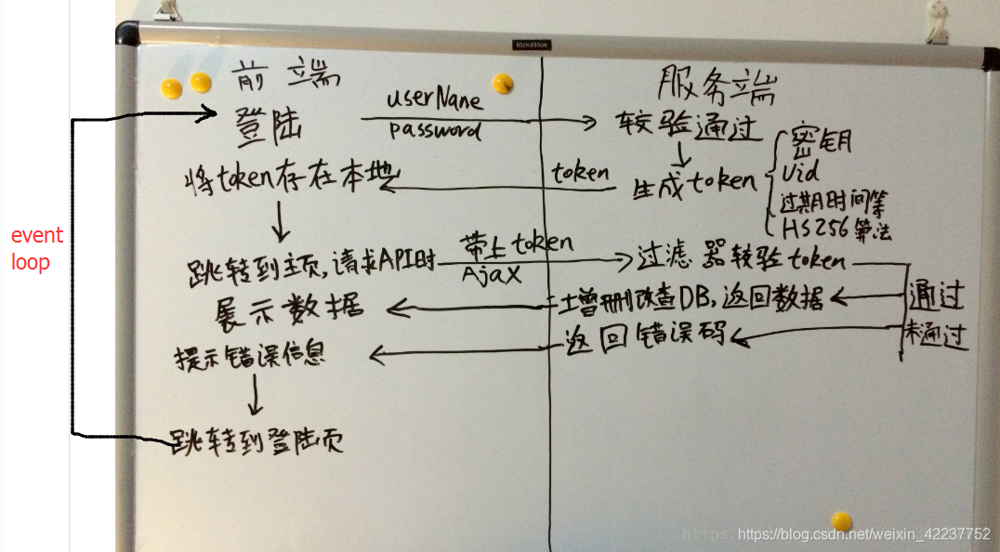 60cmX90cm
前端
服务端
登陆
userName
password
较验通过
将token存在本地
token
生成token
密钥
Uid
过期时间等
HS256算法
event
loop
跳转到主页,请求API时
带上token
AjaX
过滤器较验token
展示数据
增删改查DB,返回数据
通过
提示错误信息
返回错误码
未通过
跳转到登陆页
https://blog.csdn.net/weixin_42237752